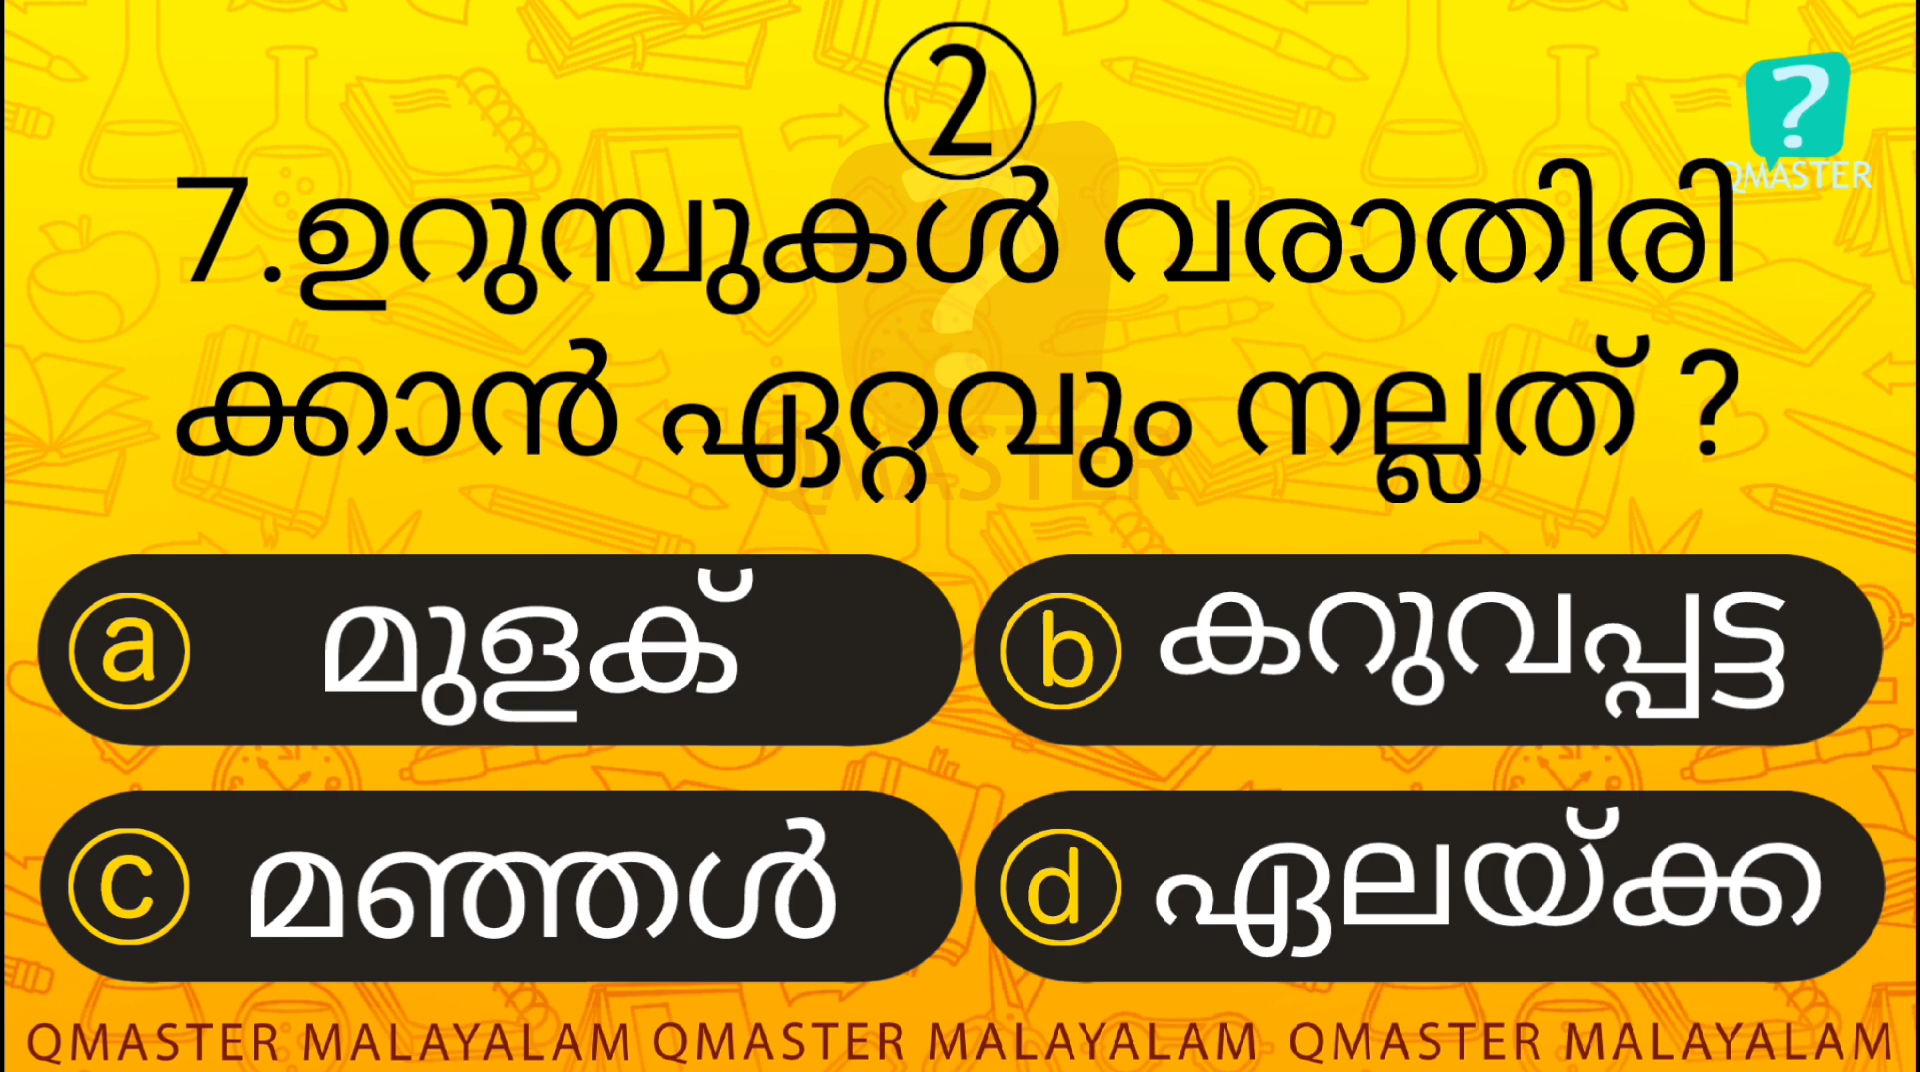 2
QMASTER
7.ഉറുമ്പുകൾ വരാതിരി
ക്കാൻ ഏറ്റവും നല്ലത് ?
QMASTER
a മുളക്
b കറുവപ്പട്ട
c മഞ്ഞൾ
d ഏലയ്ക്ക
QMASTER MALAYALAM QMASTER MALAYALAM QMASTER MALAYALAM